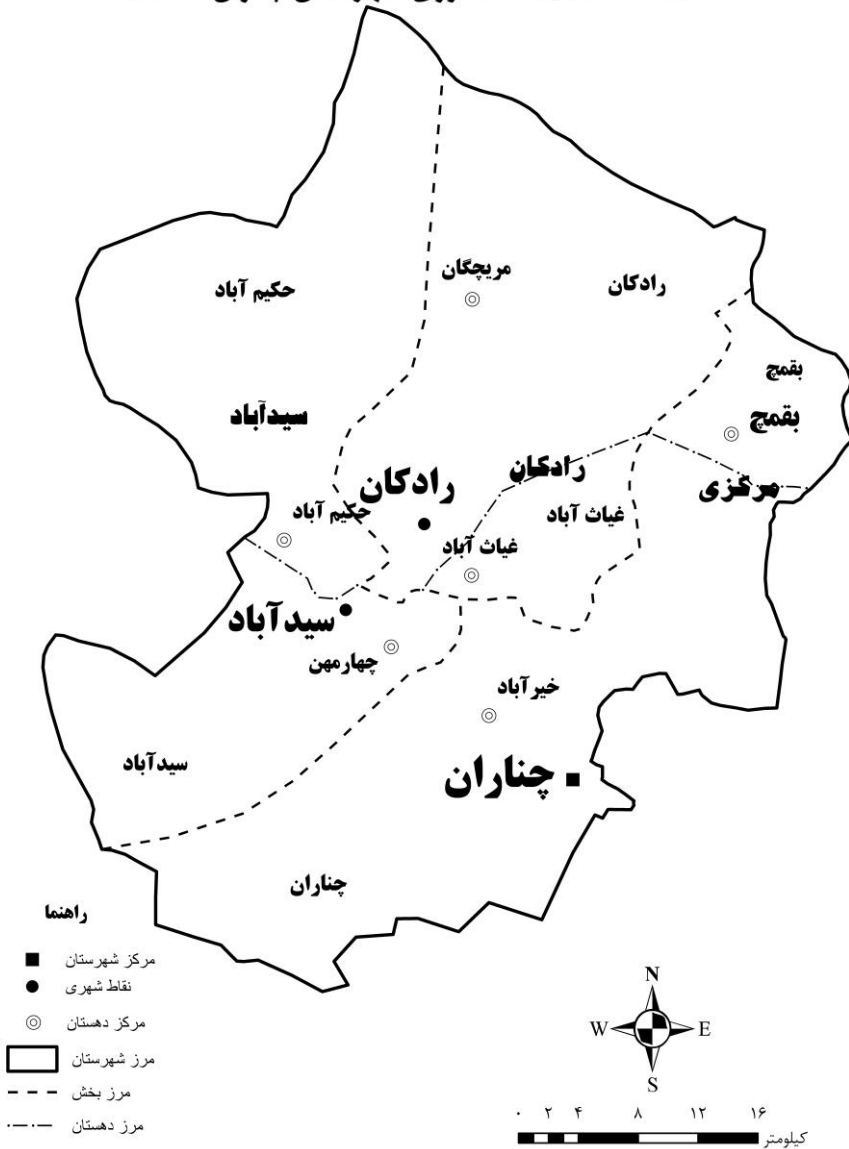 مریچگان
رادکان
حکیم آباد
بقمچ
بقمچ
سیدآباد
رادکان
رادکان
مرکزی
حکیم آباد
غیاث آباد
غیاث آباد
سیدآباد
چهارمهن
خیرآباد
سیدآباد
چناران
چناران
راهنما
مرکز شهرستان
نقاط شهری
مرکز دهستان
مرز شهرستان
مرز بخش
مرز دهستان
N
W E
S
۰ ۲ ۴ ۸ ۱۲ ۱۶
کیلومتر